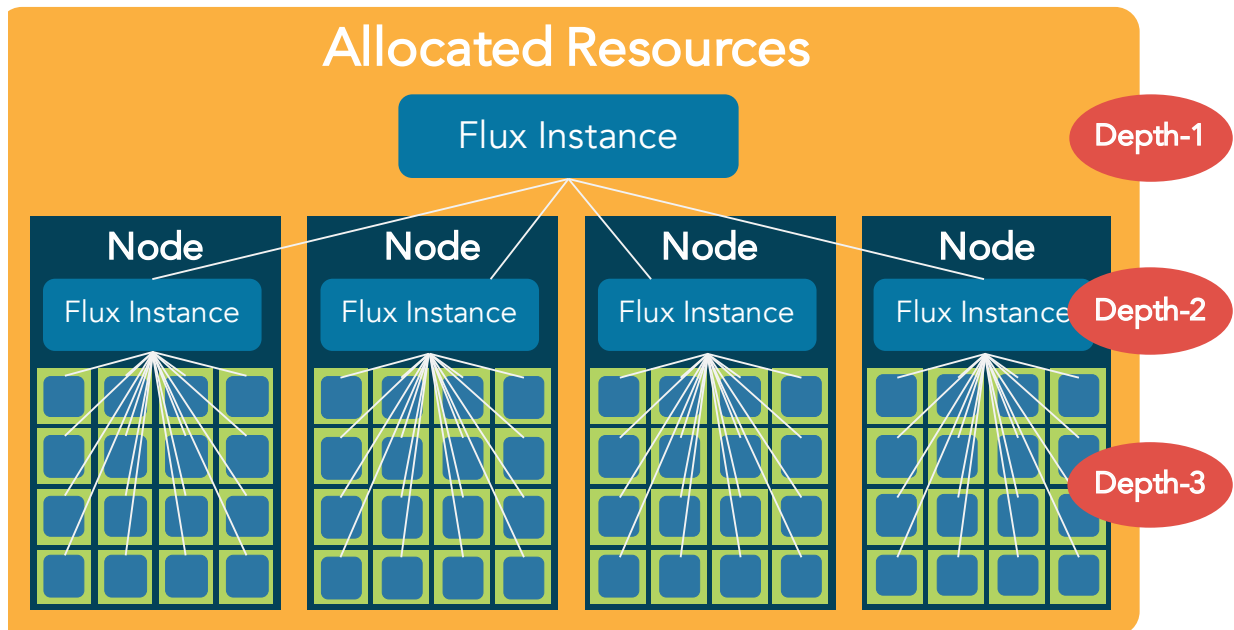 Allocated Resources
Flux Instance
Depth-1
Node
Node
Node
Node
Flux Instance
Flux Instance
Flux Instance
Flux Instance
Depth-2
Depth-3